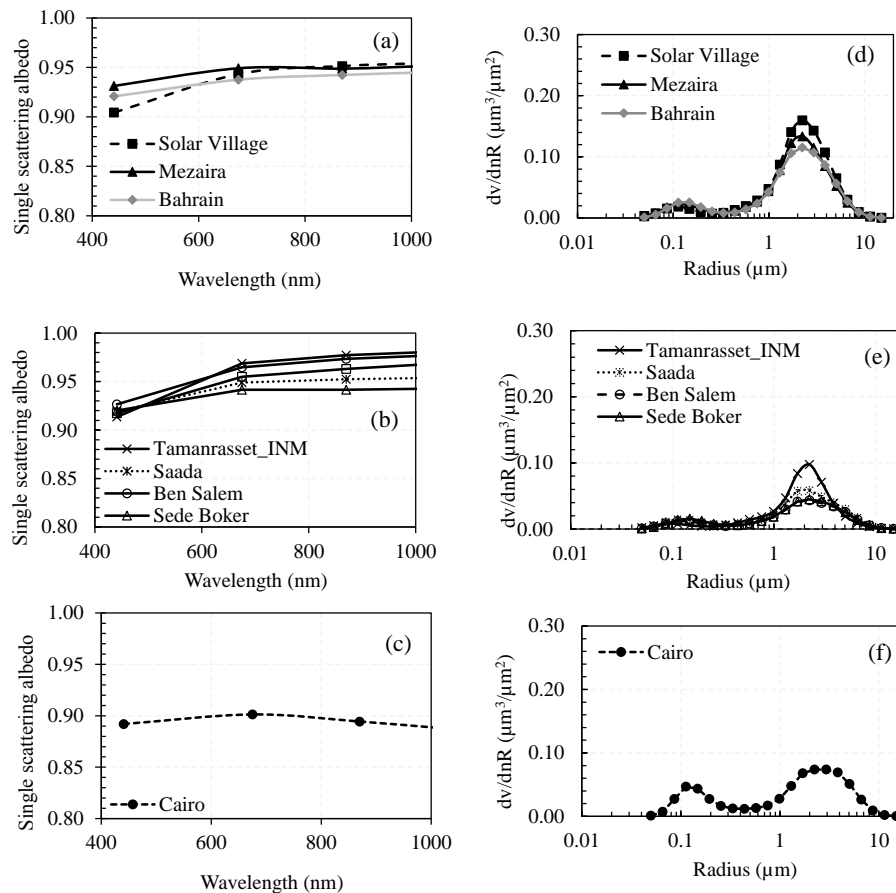 1.00
0.95
0.90
0.85
0.80
Single scattering albedo
(a)
Solar Village
Mezaira
Bahrain
400
600
800
1000
Wavelength (nm)
0.30
0.20
0.10
0.00
dv/dnR (µm³/µm²)
Solar Village
Mezaira
Bahrain
(d)
0.01
0.1
1
10
Radius (µm)
1.00
0.95
0.90
0.85
0.80
Single scattering albedo
(b)
Tamanrasset_INM
Saada
Ben Salem
Sede Boker
400
600
800
1000
Wavelength (nm)
0.30
0.20
0.10
0.00
dv/dnR (µm³/µm²)
Tamanrasset_INM
Saada
Ben Salem
Sede Boker
(e)
0.01
0.1
1
10
Radius (µm)
1.00
0.95
0.90
0.85
0.80
Single scattering albedo
(c)
Cairo
400
600
800
1000
Wavelength (nm)
0.30
0.20
0.10
0.00
dv/dnR (µm³/µm²)
Cairo
(f)
0.01
0.1
1
10
Radius (µm)